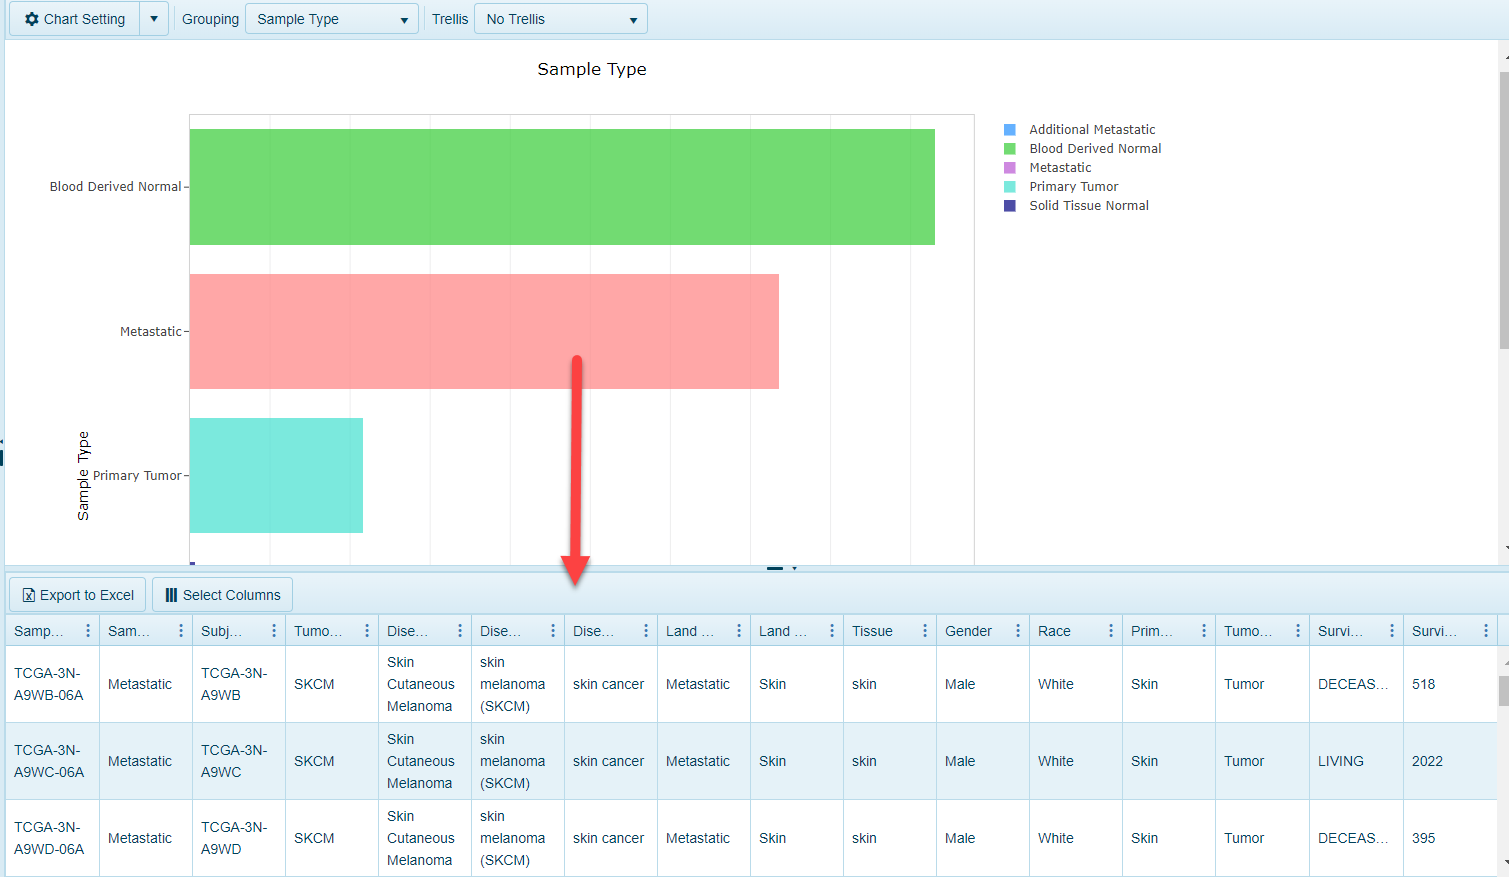 Chart Setting Grouping Sample Type Trellis No Trellis
Sample Type
Additional Metastatic
Blood Derived Normal
Metastatic
Primary Tumor
Solid Tissue Normal
Blood Derived Normal
Metastatic
Primary Tumor
Sample Type
Export to Excel Select Columns
Samp... Sam... Subj... Tumo... Dise... Dise... Dise... Land ... Land ... Tissue Gender Race Prim... Tumo... Survi... Survi...
TCGA-3N-A9WB-06A Metastatic TCGA-3N-A9WB SKCM Skin Cutaneous Melanoma skin melanoma (SKCM) skin cancer Metastatic Skin skin Male White Skin Tumor DECEAS... 518
TCGA-3N-A9WC-06A Metastatic TCGA-3N-A9WC SKCM Skin Cutaneous Melanoma skin melanoma (SKCM) skin cancer Metastatic Skin skin Male White Skin Tumor LIVING 2022
TCGA-3N-A9WD-06A Metastatic TCGA-3N-A9WD SKCM Skin Cutaneous Melanoma skin melanoma (SKCM) skin cancer Metastatic Skin skin Male White Skin Tumor DECEAS... 395